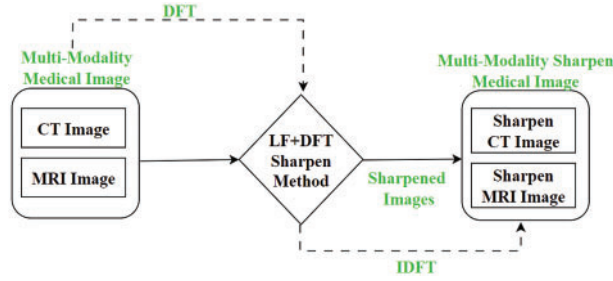 DFT
Multi-Modality
Medical Image
CT Image
MRI Image
LF+DFT
Sharpen
Method
Sharpened
Images
Multi-Modality Sharpen
Medical Image
Sharpen
CT Image
Sharpen
MRI Image
IDFT